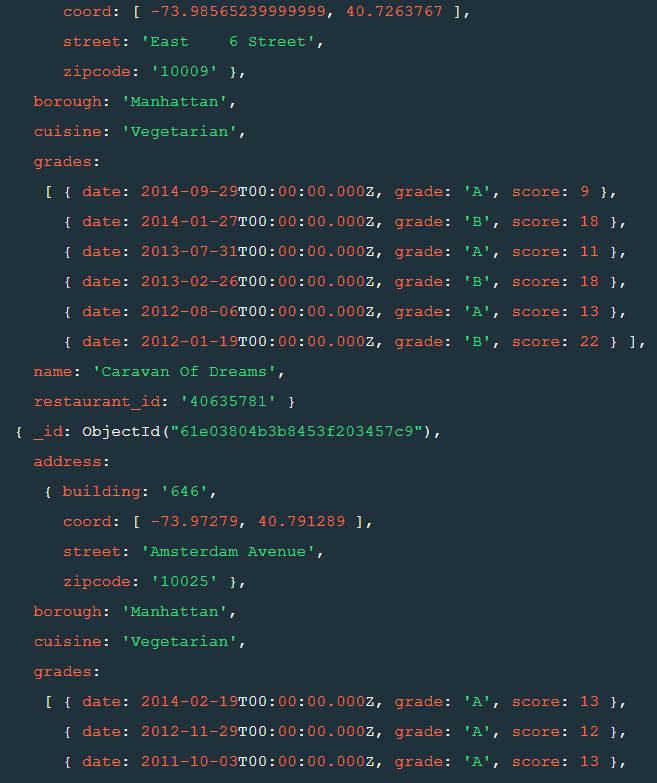 coord: [ -73.98565239999999, 40.7263767 ],
street: 'East    6 Street',
zipcode: '10009' },
borough: 'Manhattan',
cuisine: 'Vegetarian',
grades:
[ { date: 2014-09-29T00:00:00.000Z, grade: 'A', score: 9 },
{ date: 2014-01-27T00:00:00.000Z, grade: 'B', score: 18 },
{ date: 2013-07-31T00:00:00.000Z, grade: 'A', score: 11 },
{ date: 2013-02-26T00:00:00.000Z, grade: 'B', score: 18 },
{ date: 2012-08-06T00:00:00.000Z, grade: 'A', score: 13 },
{ date: 2012-01-19T00:00:00.000Z, grade: 'B', score: 22 } ],
name: 'Caravan Of Dreams',
restaurant_id: '40635781' }
{ _id: ObjectId("61e03804b3b8453f203457c9"),
address:
{ building: '646',
coord: [ -73.97279, 40.791289 ],
street: 'Amsterdam Avenue',
zipcode: '10025' },
borough: 'Manhattan',
cuisine: 'Vegetarian',
grades:
[ { date: 2014-02-19T00:00:00.000Z, grade: 'A', score: 13 },
{ date: 2012-11-29T00:00:00.000Z, grade: 'A', score: 12 },
{ date: 2011-10-03T00:00:00.000Z, grade: 'A', score: 13 },